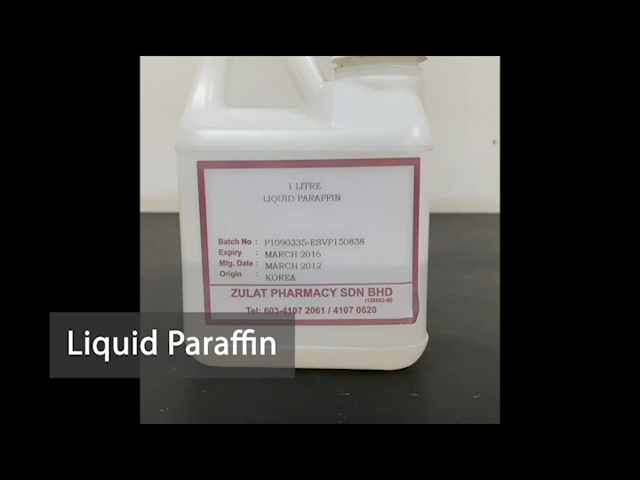 1 LITRE
LIQUID PARAFFIN
Batch No : P1090335-ESVP150838
Expiry : MARCH 2016
Mfg. Date : MARCH 2012
Origin : KOREA
ZULAT PHARMACY SDN BHD
(130902-M)
Tel: 603-4107 2061 / 4107 0620
Liquid Paraffin